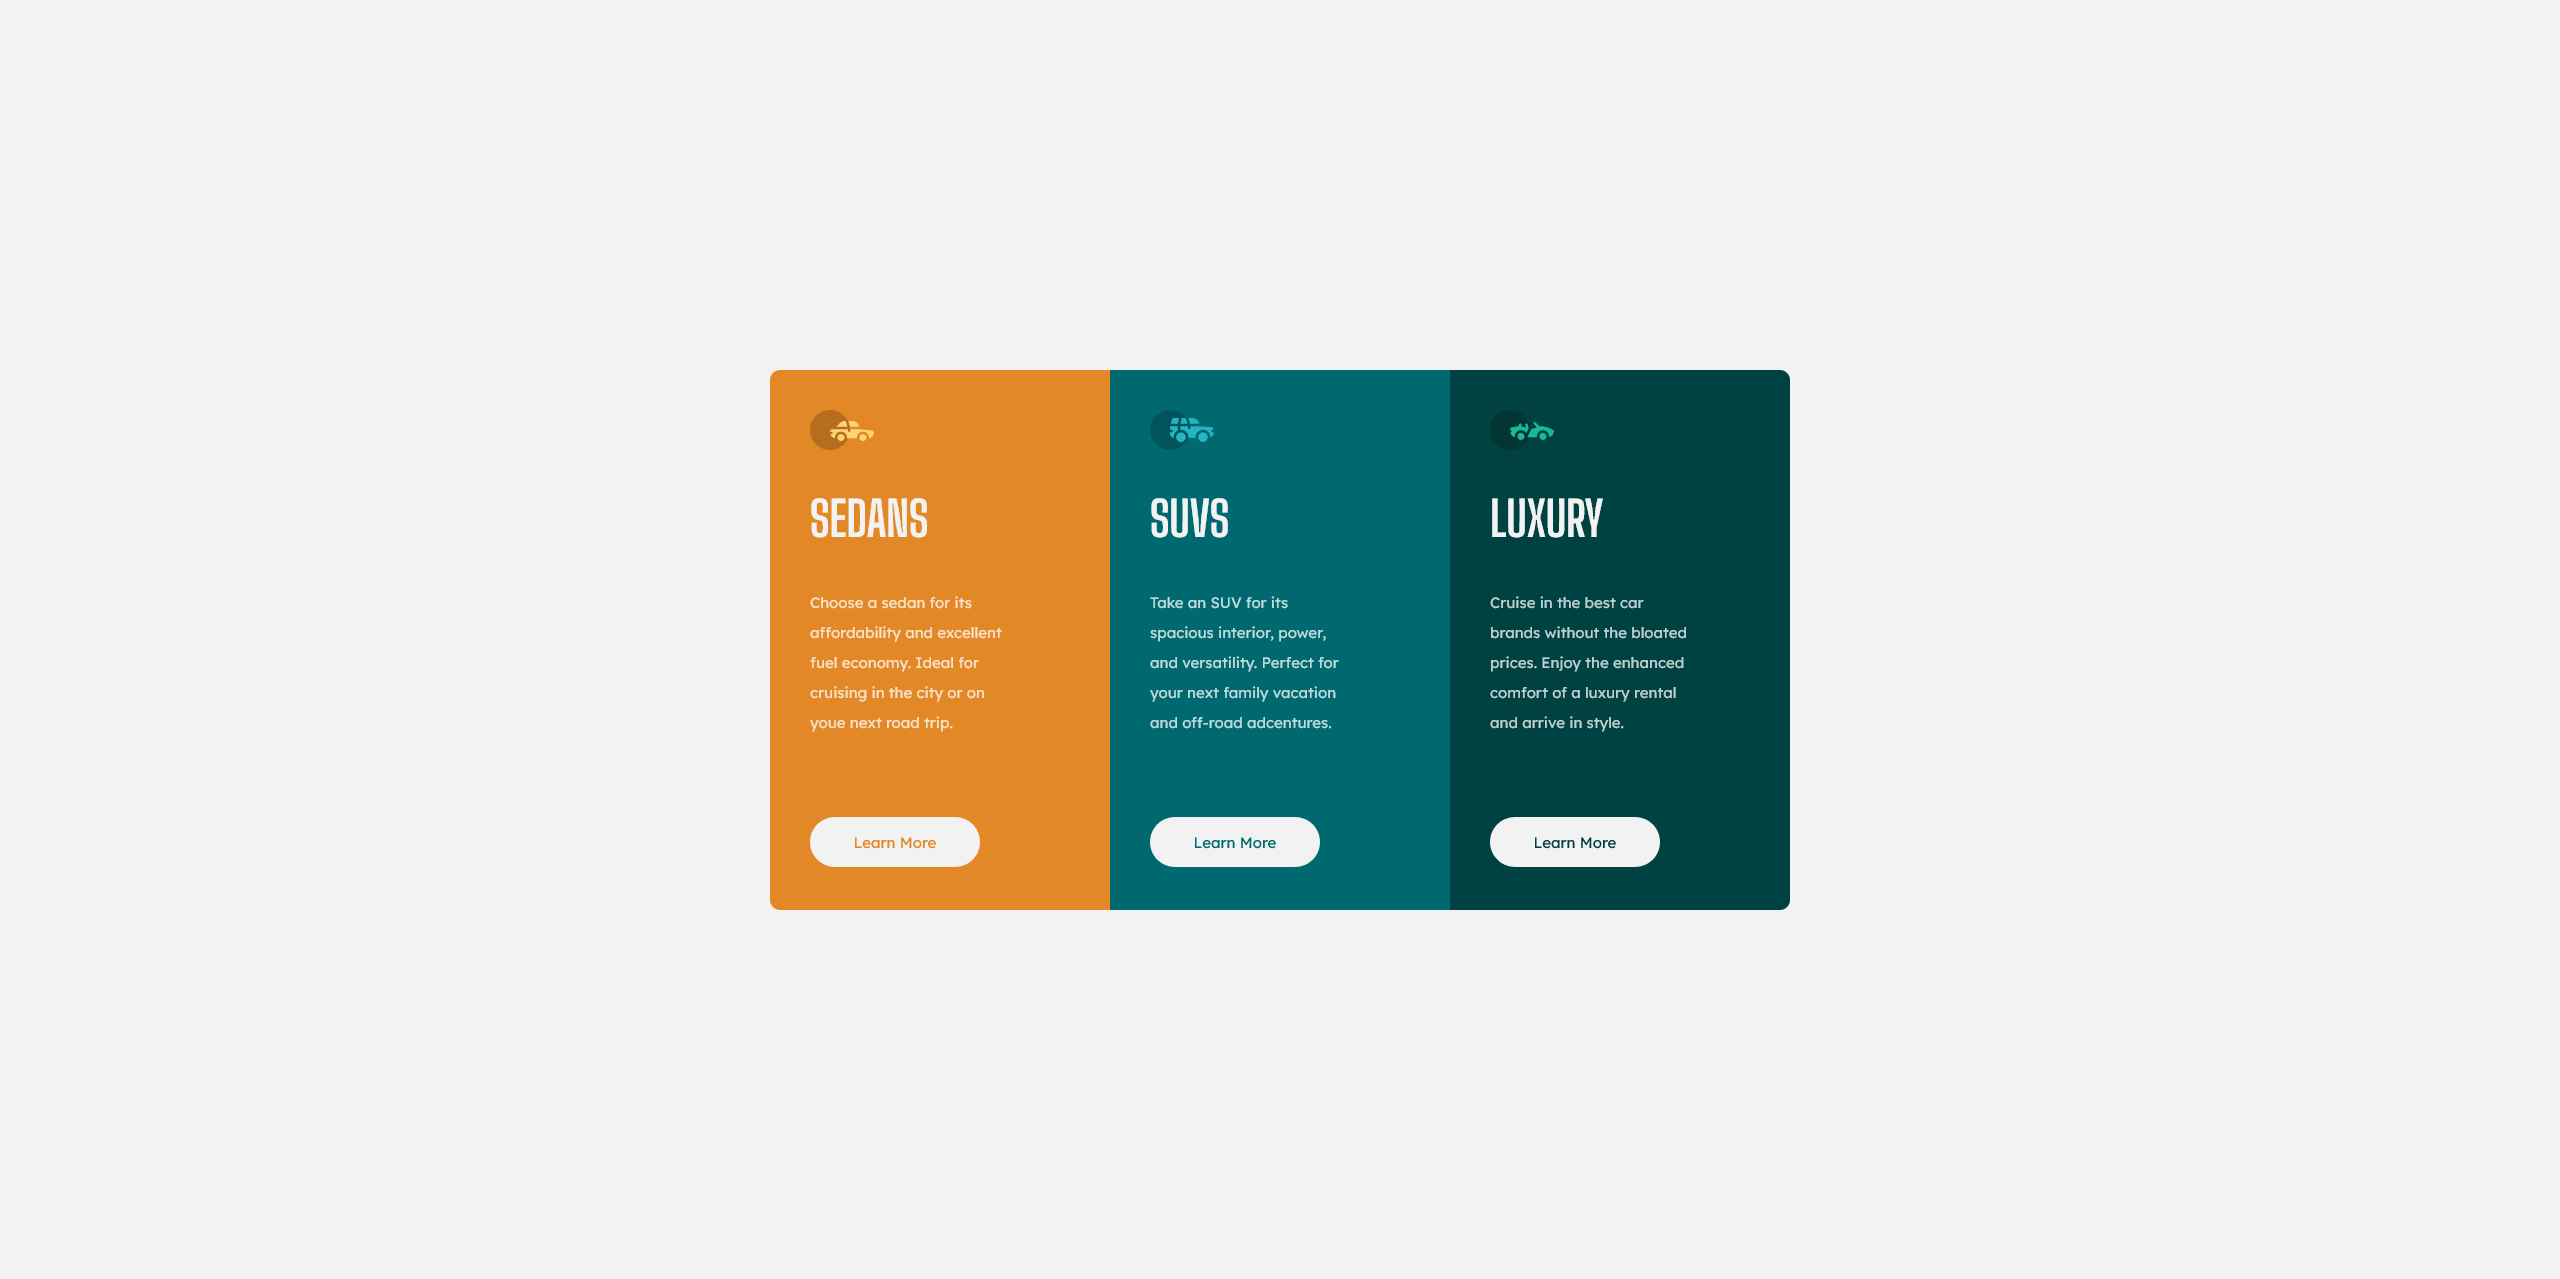 SEDANS
Choose a sedan for its
affordability and excellent
fuel economy. Ideal for
cruising in the city or on
youe next road trip.
Learn More
SUVS
Take an SUV for its
spacious interior, power,
and versatility. Perfect for
your next family vacation
and off-road adcentures.
Learn More
LUXURY
Cruise in the best car
brands without the bloated
prices. Enjoy the enhanced
comfort of a luxury rental
and arrive in style.
Learn More